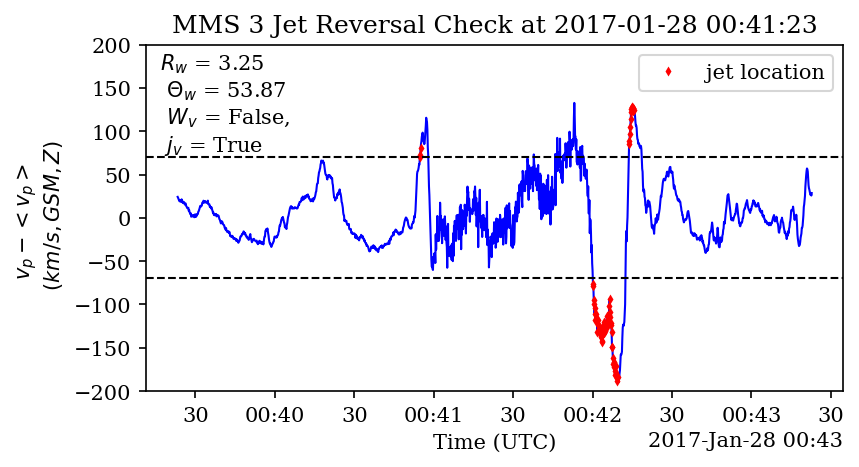 MMS 3 Jet Reversal Check at 2017-01-28 00:41:23
R_w = 3.25
Θ_w = 53.87
W_v = False,
j_v = True
jet location
v_p − <v_p>
(km/s, GSM, Z)
200
150
100
50
0
−50
−100
−150
−200
30 00:40 30 00:41 30 00:42 30 00:43 30
Time (UTC)
2017-Jan-28 00:43